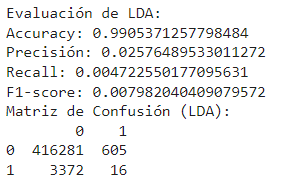 Evaluación de LDA:
Accuracy: 0.9905371257798484
Precisión: 0.02576489533011272
Recall: 0.004722550177095631
F1-score: 0.007982040409079572
Matriz de Confusión (LDA):
0 1
0 416281 605
1 3372 16